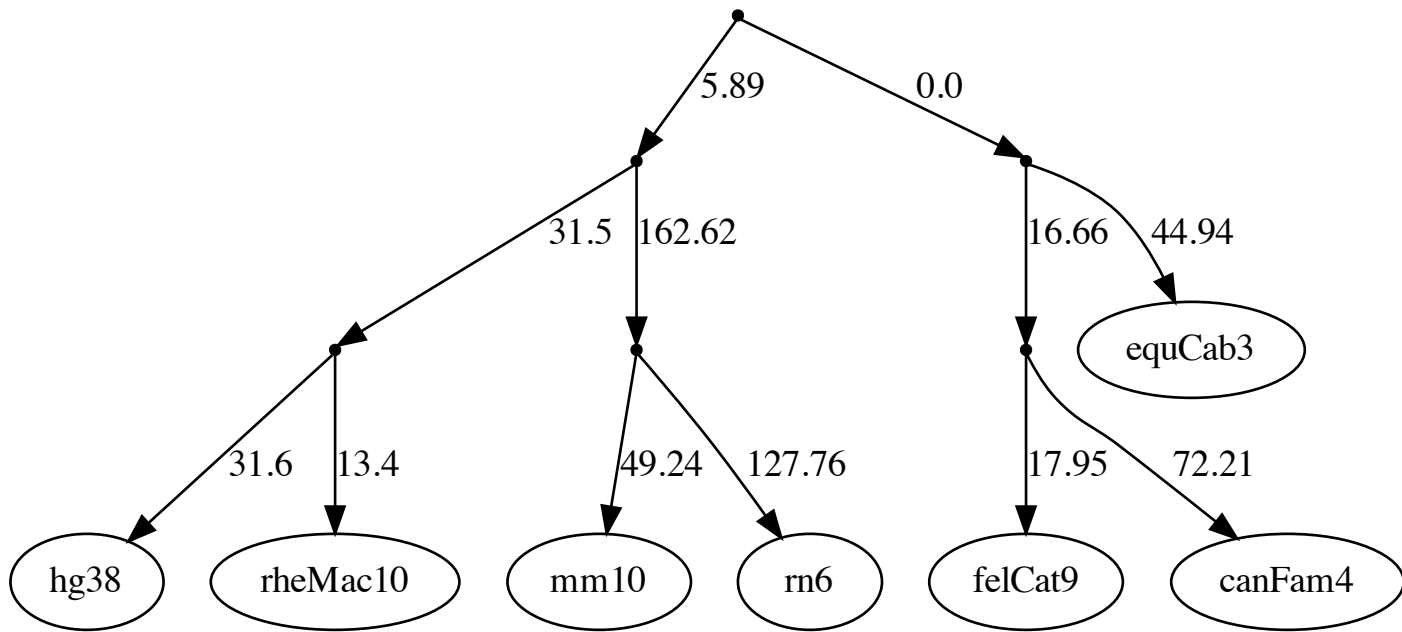 5.89
0.0
31.5
162.62
16.66
44.94
equCab3
31.6
13.4
49.24
127.76
17.95
72.21
hg38
rheMac10
mm10
rn6
felCat9
canFam4